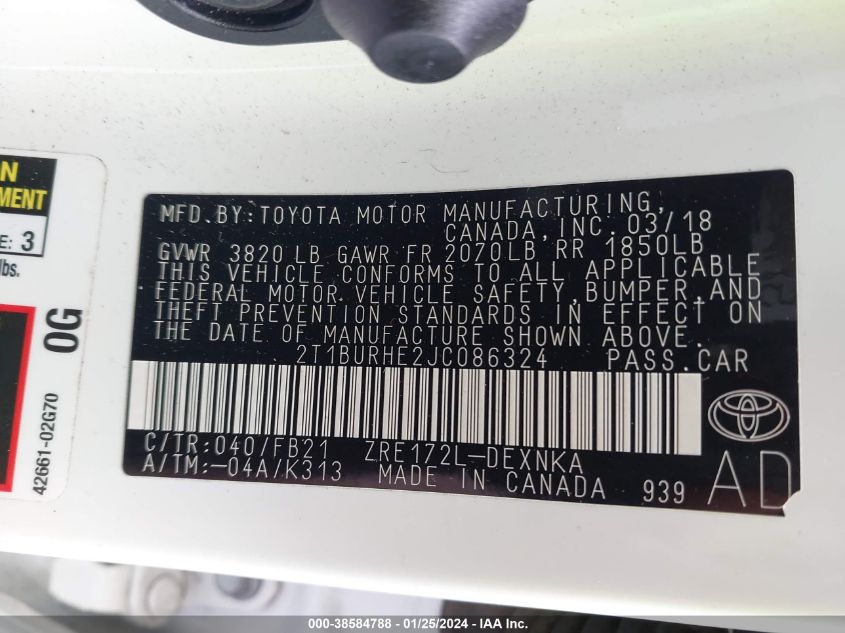 N
MENT
E: 3
lbs.
0G
42661-02G70
MFD.BY:TOYOTA MOTOR MANUFACTURING,
CANADA, INC. 03/18
GVWR 3820 LB GAWR FR 2070LB RR 1850LB
THIS VEHICLE CONFORMS TO ALL APPLICABLE
FEDERAL MOTOR VEHICLE SAFETY,BUMPER,AND
THEFT PREVENTION STANDARDS IN EFFECT ON
THE DATE OF MANUFACTURE SHOWN ABOVE.
2T1BURHE2JC086324 PASS.CAR
C/TR:040/FB21 ZRE172L-DEXNKA
A/TM:-04A/K313 MADE IN CANADA 939
AD
000-38584788 - 01/25/2024 - IAA, Inc.